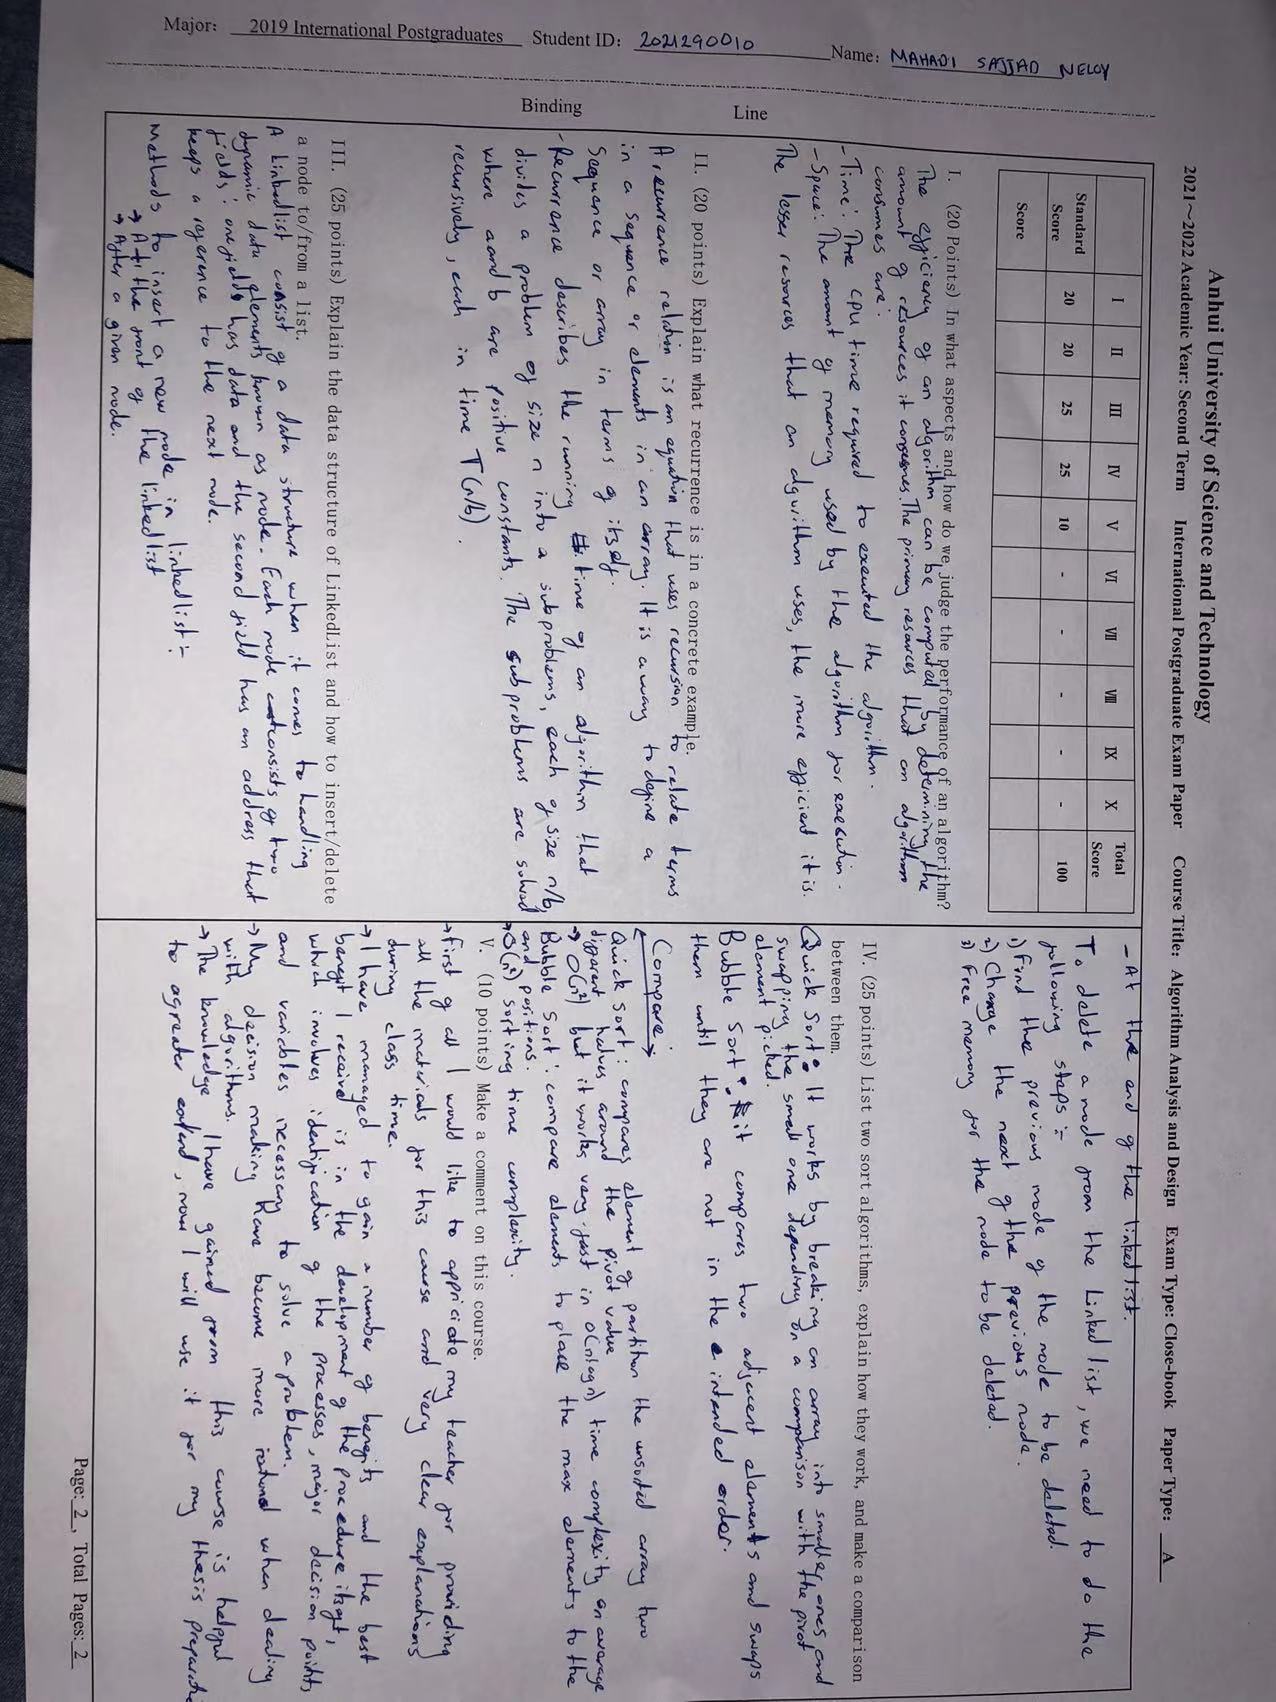 Major: 2019 International Postgraduates Student ID: 2021290010 Name: MAHADI SAJJAD NELOY
Binding Line
Anhui University of Science and Technology
2021~2022 Academic Year: Second Term International Postgraduate Exam Paper Course Title: Algorithm Analysis and Design Exam Type: Close-book Paper Type: A
I II III IV V VI VII VIII IX X Total Score
Standard Score 20 20 25 25 10 - - - - - 100
Score
I. (20 Points) In what aspects and how do we judge the performance of an algorithm?
The efficiency of an algorithm can be computed by determining the
amount of resources it consumes. The primary resources that an algorithm
consumes are:
- Time: The CPU time required to executed the algorithm.
- Space: The amount of memory used by the algorithm for execution.
The lesser resources that an algorithm uses, the more efficient it is.
II. (20 points) Explain what recurrence is in a concrete example.
A recurrence relation is an equation that uses recursion to relate terms
in a sequence or elements in an array. It is a way to define a
sequence or array in terms of itself.
- Recurrence describes the running time of an algorithm that
divides a problem of size n into a subproblems, each of size n/b,
where a and b are positive constants. The subproblems are solved
recursively, each in time T(n/b).
III. (25 points) Explain the data structure of LinkedList and how to insert/delete
a node to/from a list.
A linkedlist consist of a data structure when it comes to handling
dynamic data elements known as node. Each node consists of two
fields: one field has data and the second field has an address that
keeps a reference to the next node.
Methods to insert a new node in linkedlist :-
→ At the front of the linkedlist
→ After a given node.
- At the end of the linked list.
To delete a node from the Linked list, we need to do the
following steps :-
1) Find the previous node of the node to be deleted.
2) Change the next of the previous node.
3) Free memory for the node to be deleted.
IV. (25 points) List two sort algorithms, explain how they work, and make a comparison
between them.
Quick Sort: It works by breaking an array into smaller ones and
swapping the small one depending on a comparison with the pivot
element picked.
Bubble Sort: it compares two adjacent elements and swaps
them until they are not in the intended order.
Compare:
Quick sort: compares element of partition the unsorted array two
different halves around the pivot value
→ O(n²) but it works very fast in O(nlgn) time complexity on average
Bubble Sort: compare elements to place the max elements to the
end positions.
→ O(n²) sorting time complexity.
V. (10 points) Make a comment on this course.
→ First of all I would like to appriciate my teacher for providing
all the materials for this course and very clear explanations
during class time.
→ I have managed to gain a number of benefits and the best
benefit I received is in the development of the procedure itself,
which involves identification of the processes, major decision points,
and variables necessary to solve a problem.
→ My decision making have become more rational when dealing
with algorithms.
→ The knowledge I have gained from this course is helpful
to agreater extend, now I will use it for my thesis
Page: 2 , Total Pages: 2